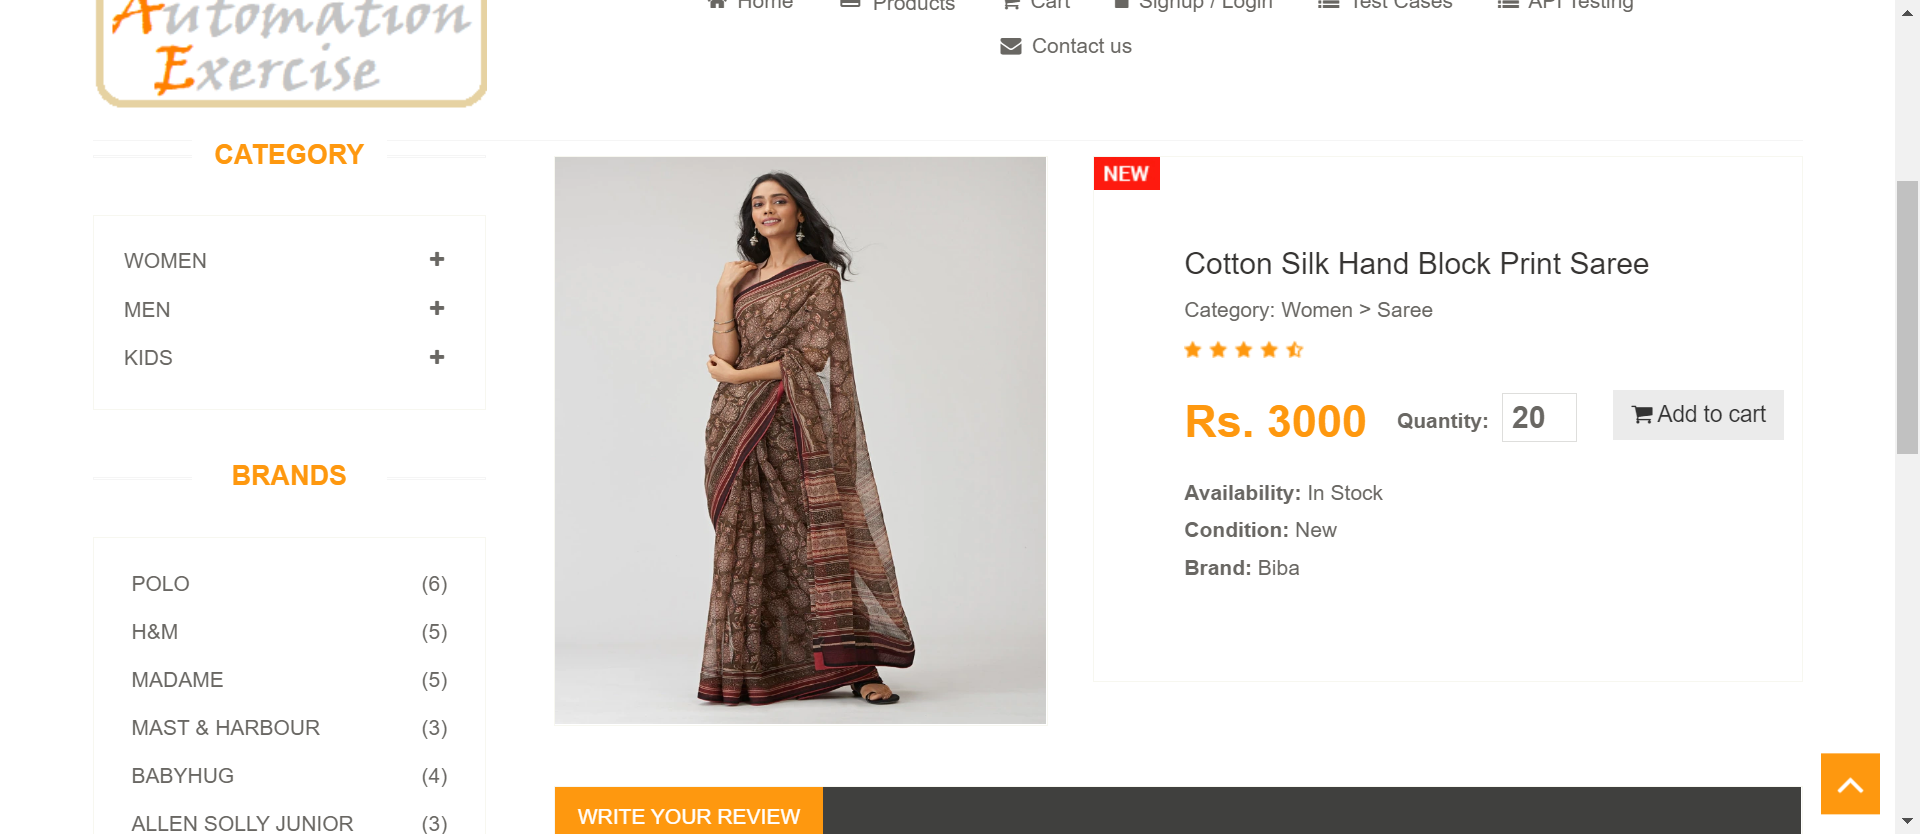 Automation
Exercise
Home
Products
Cart
Signup / Login
Test Cases
API Testing
Contact us
CATEGORY
WOMEN
MEN
KIDS
BRANDS
POLO (6)
H&M (5)
MADAME (5)
MAST & HARBOUR (3)
BABYHUG (4)
ALLEN SOLLY JUNIOR (3)
NEW
Cotton Silk Hand Block Print Saree
Category: Women > Saree
Rs. 3000 Quantity: 20 Add to cart
Availability: In Stock
Condition: New
Brand: Biba
WRITE YOUR REVIEW